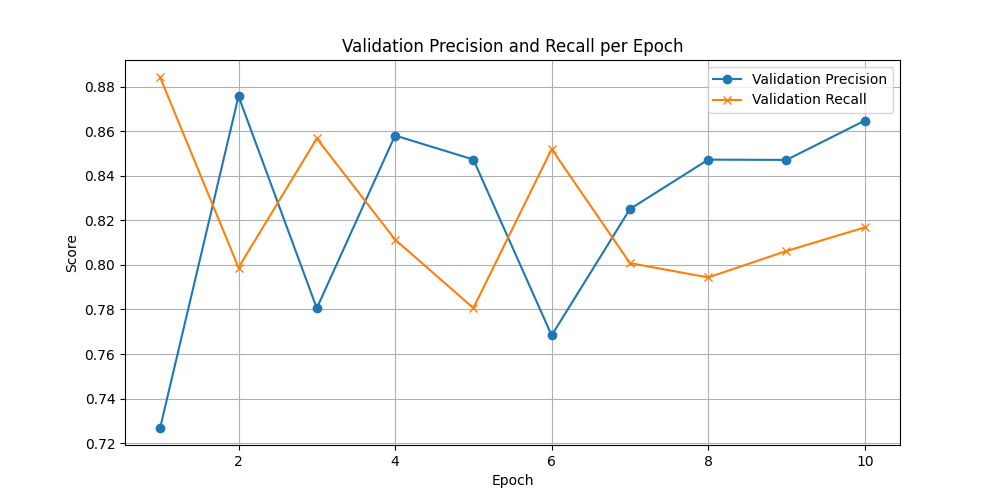 Validation Precision and Recall per Epoch
Validation Precision
Validation Recall
Score
0.88
0.86
0.84
0.82
0.80
0.78
0.76
0.74
0.72
2 4 6 8 10
Epoch